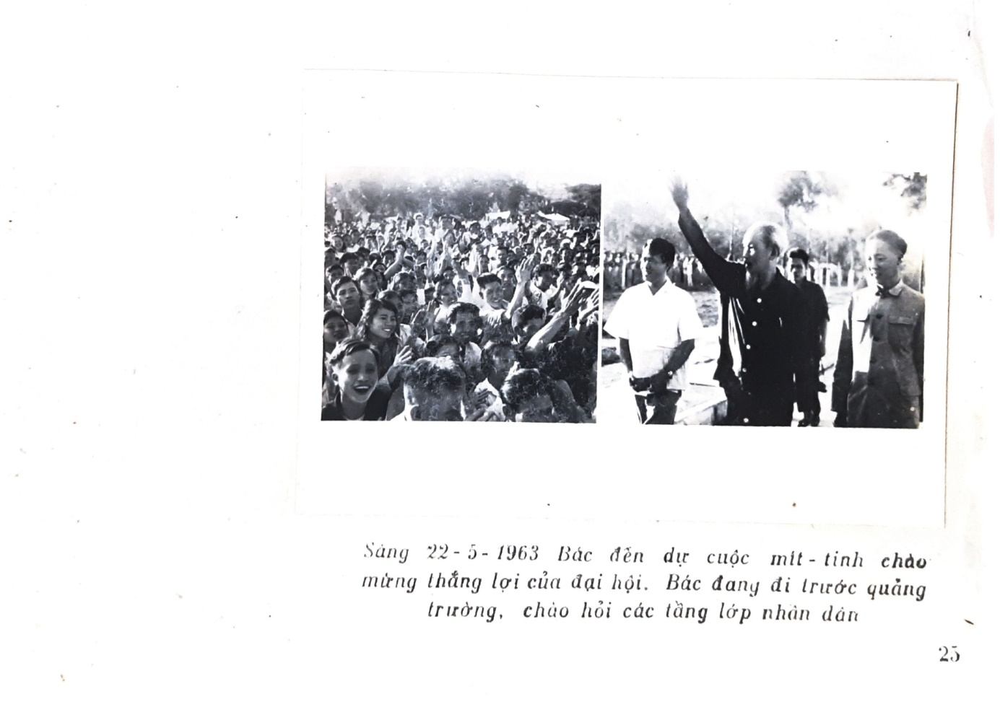 Sáng 22-5-1963 Bác đến dự cuộc mít-tinh chào
mừng thắng lợi của đại hội. Bác đang đi trước quảng
trường, chào hỏi các tầng lớp nhân dân
25